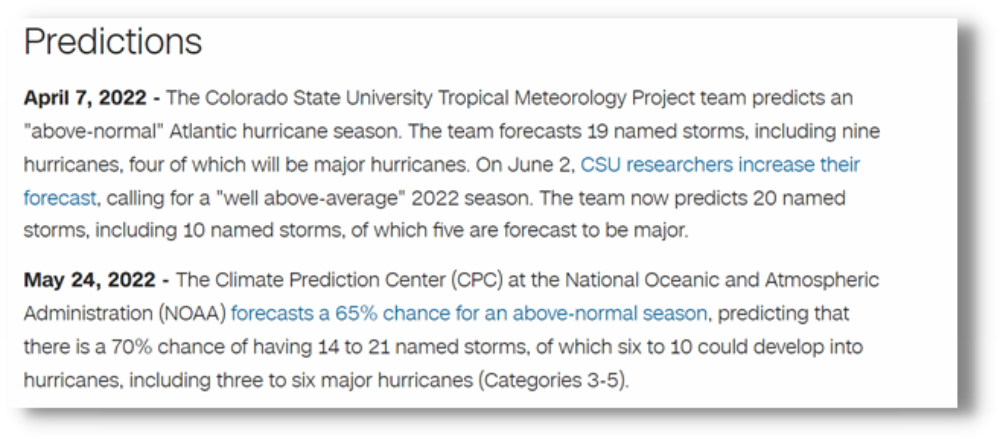 Predictions
April 7, 2022 - The Colorado State University Tropical Meteorology Project team predicts an
"above-normal" Atlantic hurricane season. The team forecasts 19 named storms, including nine
hurricanes, four of which will be major hurricanes. On June 2, CSU researchers increase their
forecast, calling for a "well above-average" 2022 season. The team now predicts 20 named
storms, including 10 named storms, of which five are forecast to be major.
May 24, 2022 - The Climate Prediction Center (CPC) at the National Oceanic and Atmospheric
Administration (NOAA) forecasts a 65% chance for an above-normal season, predicting that
there is a 70% chance of having 14 to 21 named storms, of which six to 10 could develop into
hurricanes, including three to six major hurricanes (Categories 3-5).